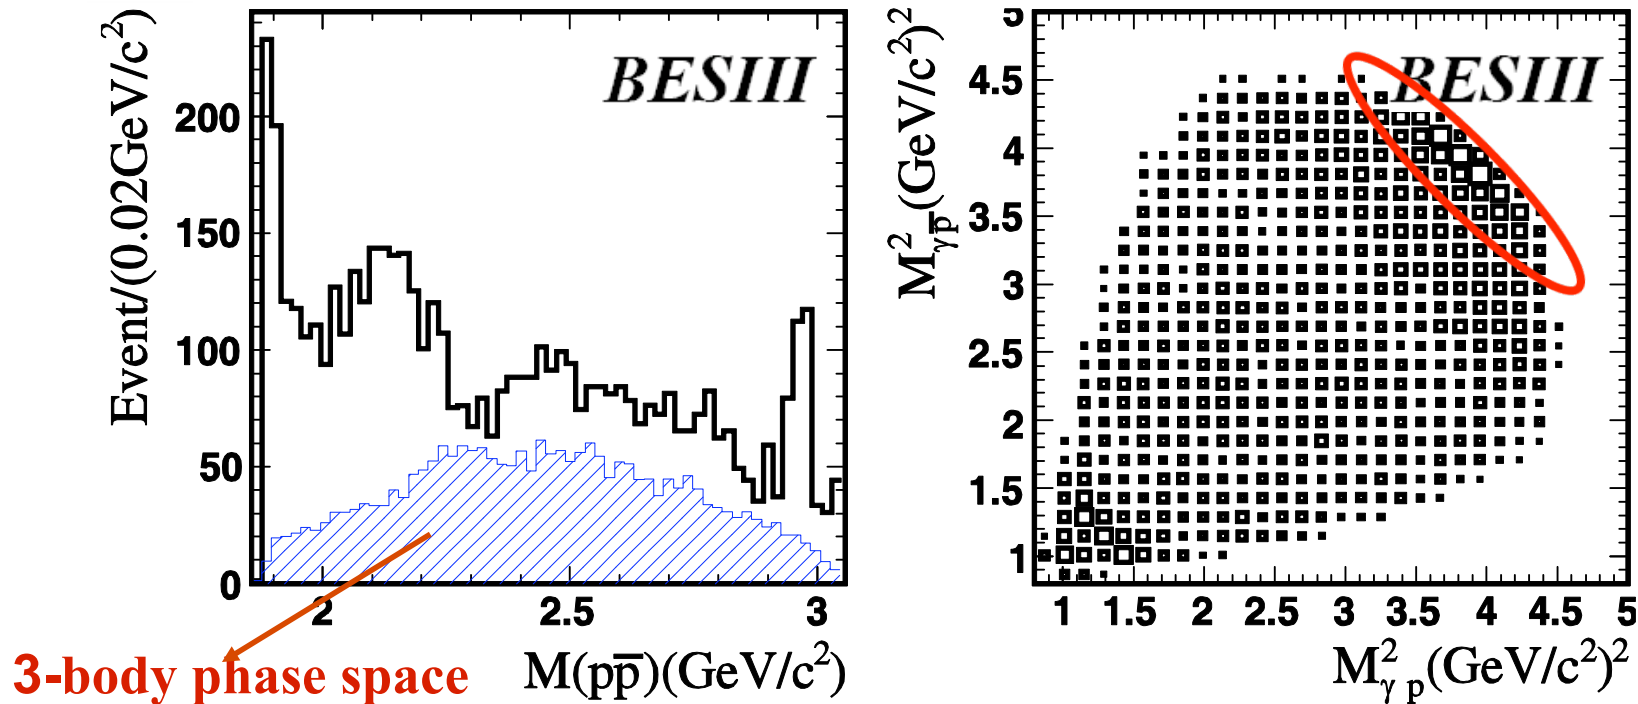 Event/(0.02GeV/c²)
200
150
100
50
0
BESIII
2 2.5 3
M(pp̅)(GeV/c²)
3-body phase space
M²γp̅(GeV/c²)²
5
4.5
4
3.5
3
2.5
2
1.5
1
BESIII
1 1.5 2 2.5 3 3.5 4 4.5 5
M²γp(GeV/c²)²